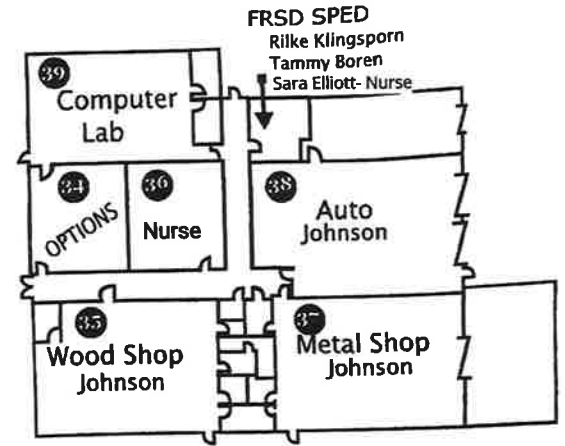 FRSD SPED
Rilke Klingsporn
Tammy Boren
Sara Elliott- Nurse
39
Computer
Lab
34
OPTIONS
36
Nurse
38
Auto
Johnson
35
Wood Shop
Johnson
37
Metal Shop
Johnson